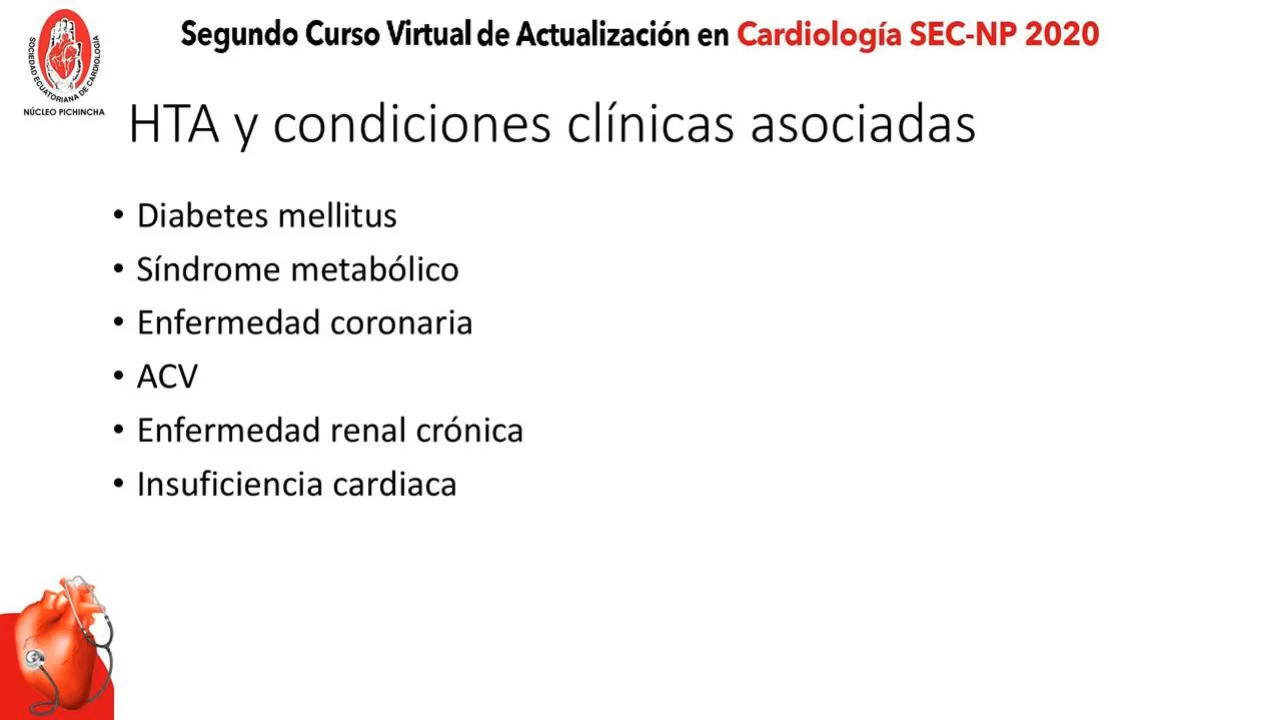 Segundo Curso Virtual de Actualización en Cardiología SEC-NP 2020
SOCIEDAD ECUATORIANA DE CARDIOLOGÍA
NÚCLEO PICHINCHA
HTA y condiciones clínicas asociadas
• Diabetes mellitus
• Síndrome metabólico
• Enfermedad coronaria
• ACV
• Enfermedad renal crónica
• Insuficiencia cardiaca